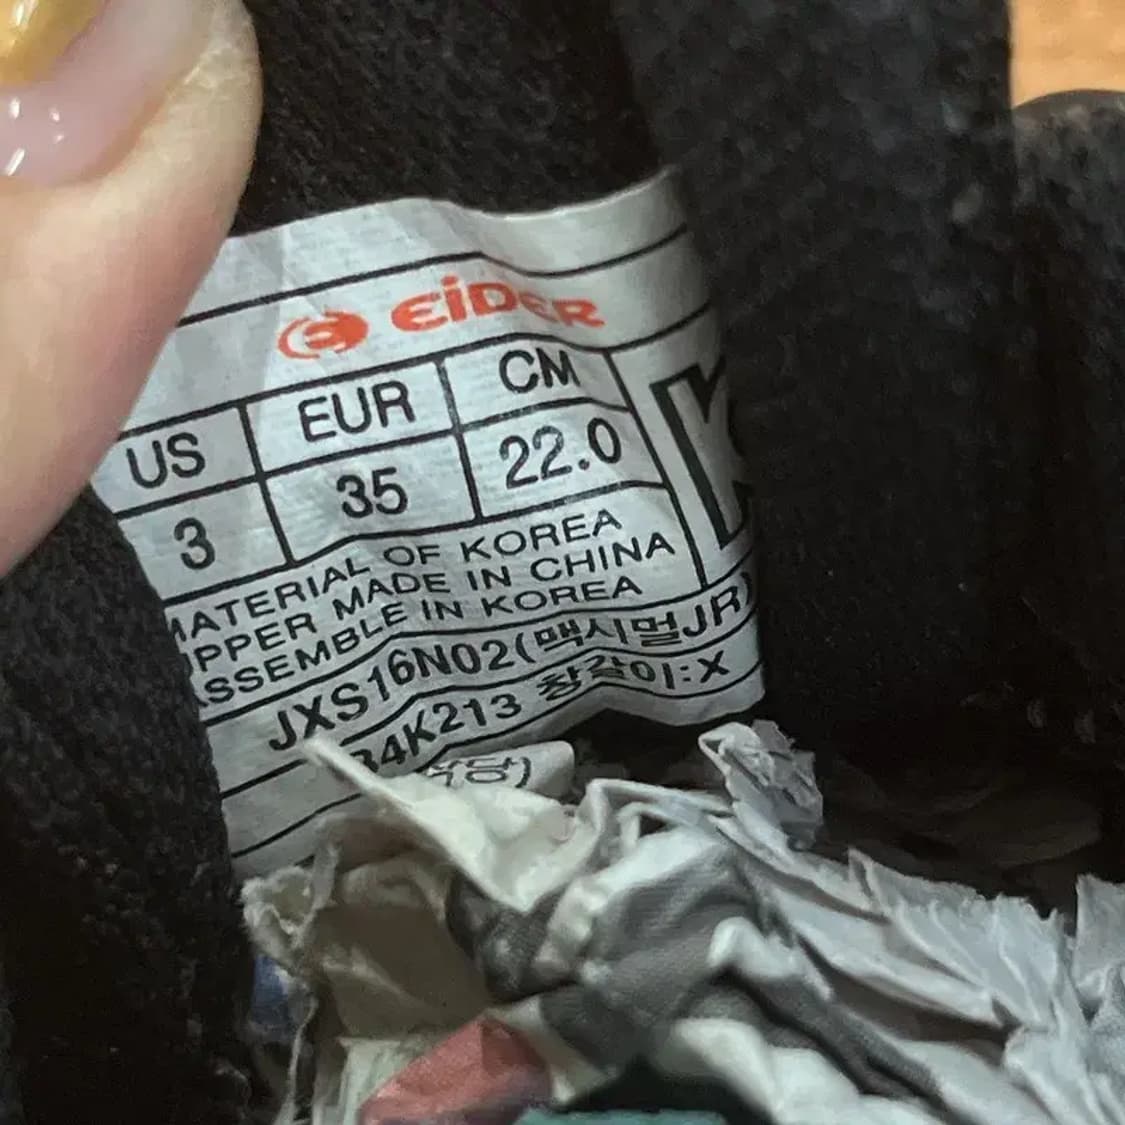 EiDER
US EUR CM
3 35 22.0
MATERIAL OF KOREA
UPPER MADE IN CHINA
ASSEMBLE IN KOREA
JXS16N02(맥시멀JR)
34K213 창갈이:X